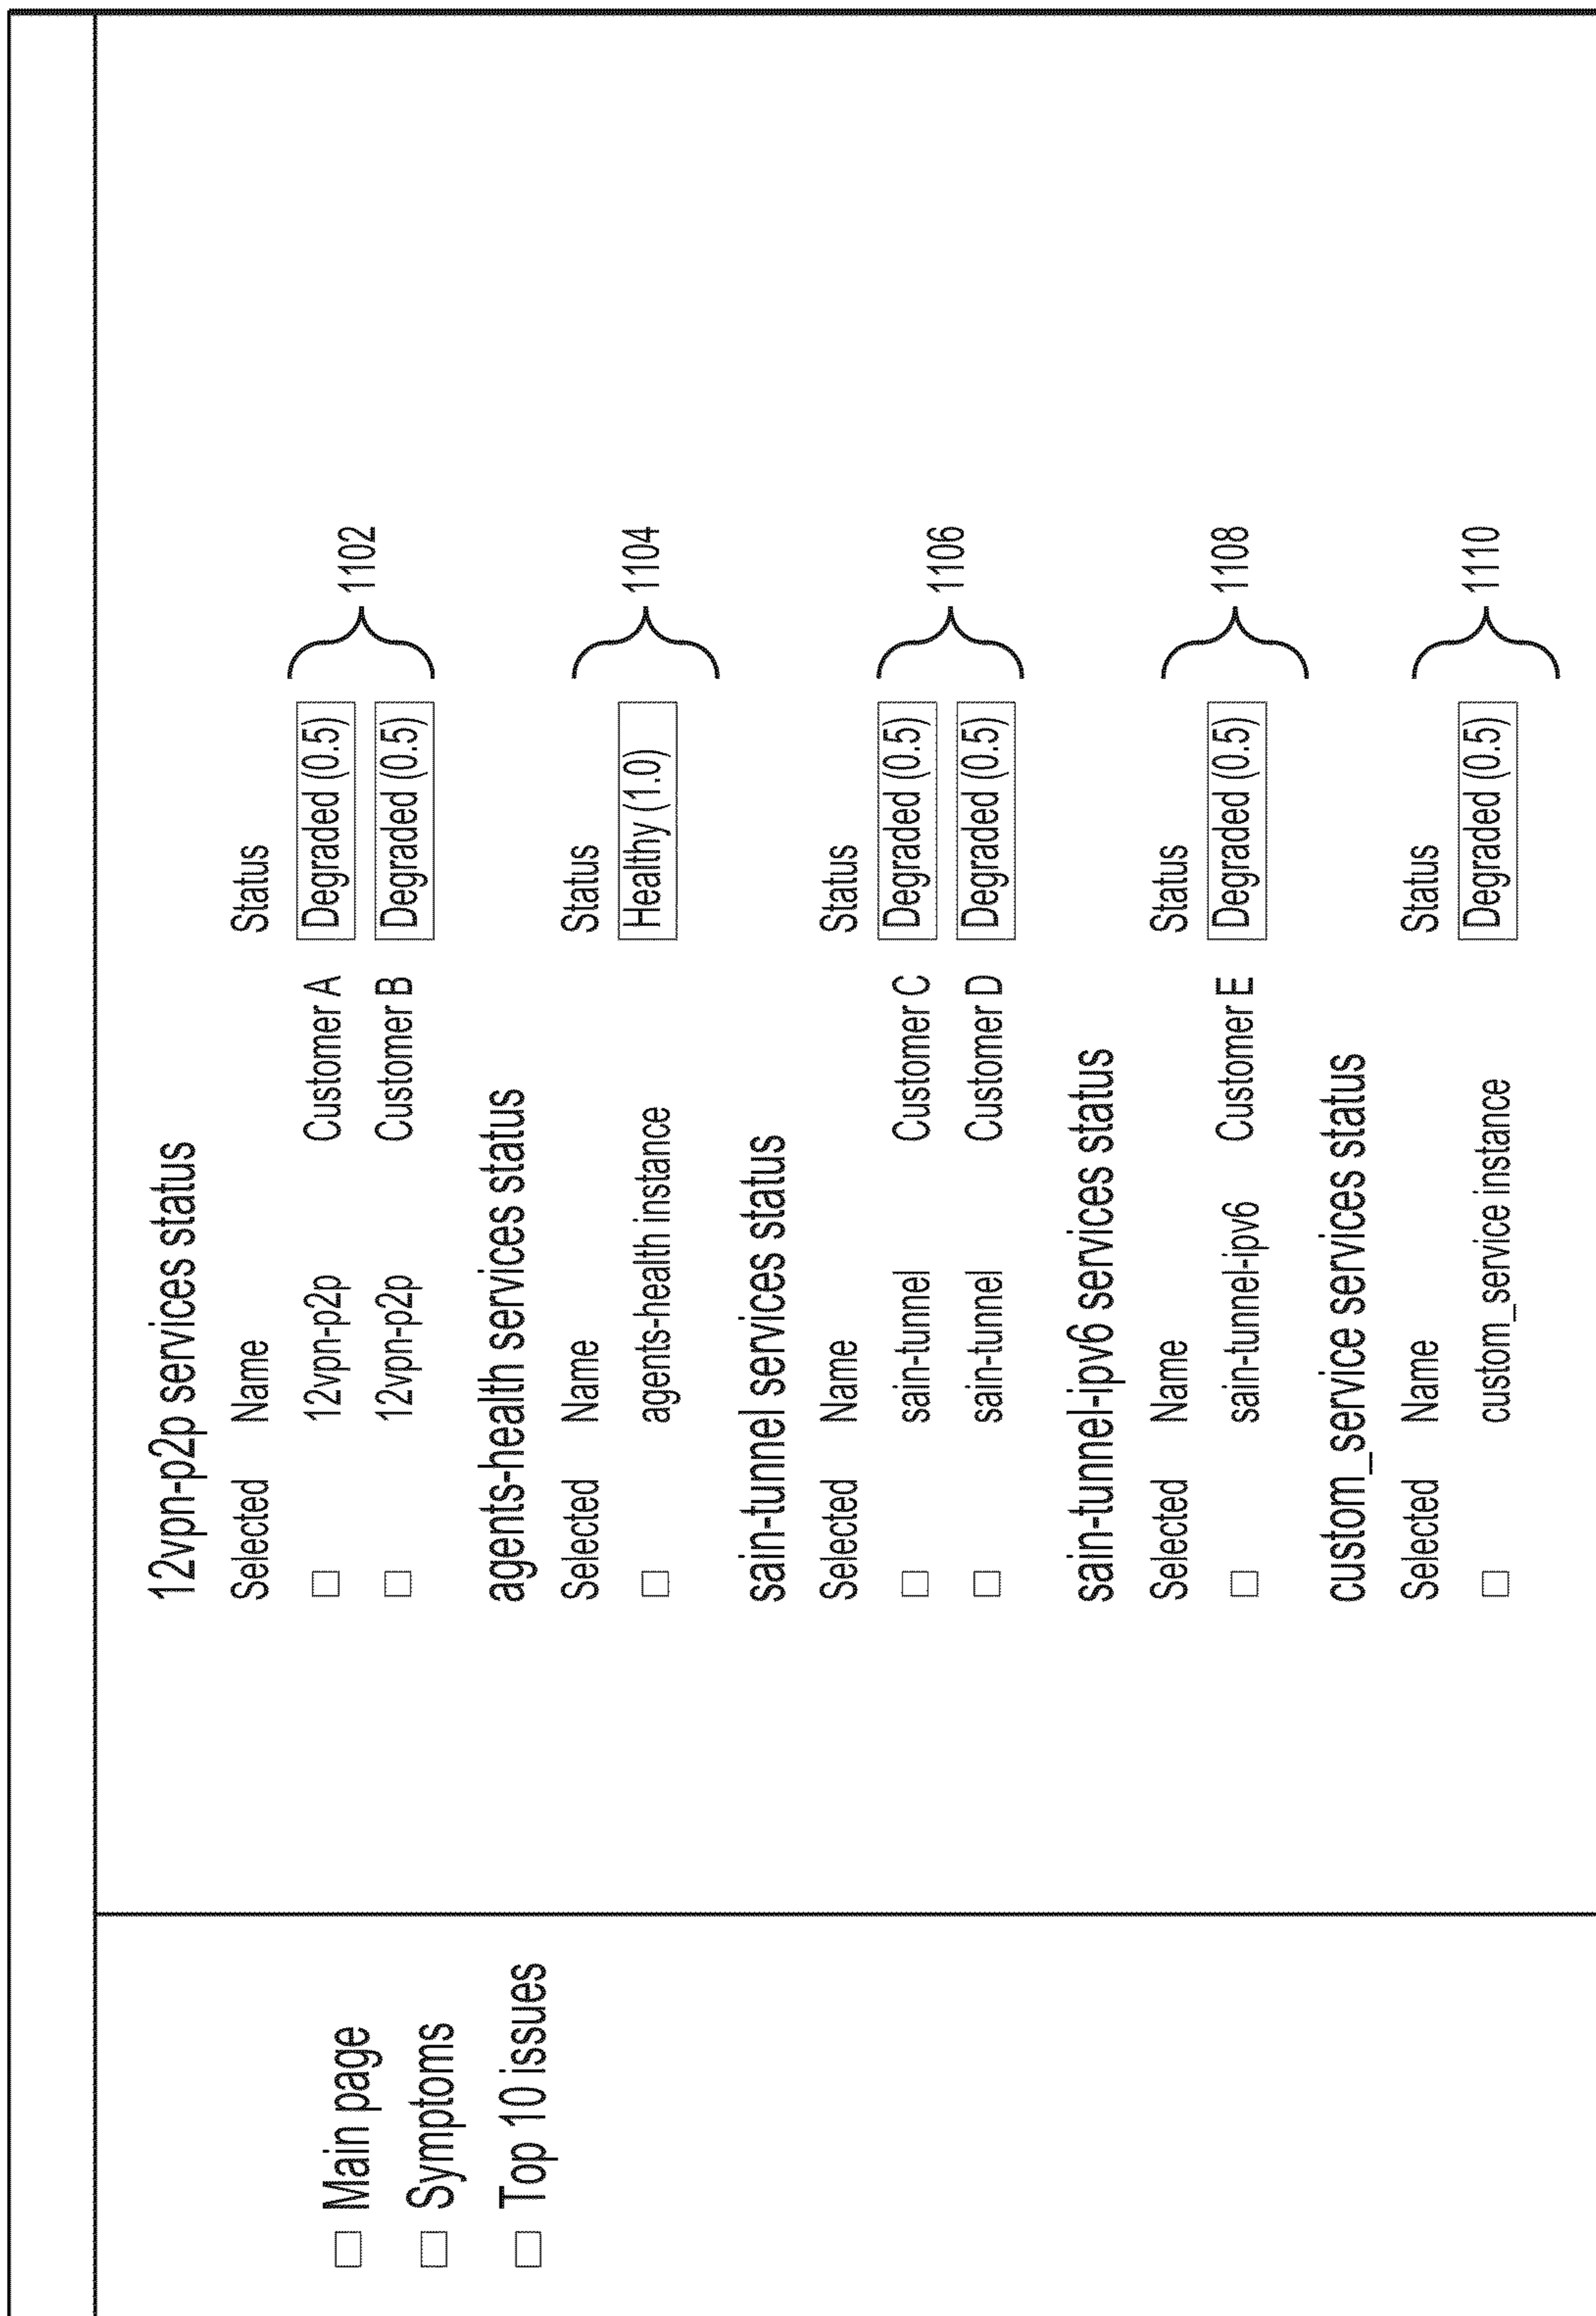 Main page
Symptoms
Top 10 issues
12vpn-p2p services status
Selected Name Status
12vpn-p2p Customer A Degraded (0.5)
12vpn-p2p Customer B Degraded (0.5)
1102
agents-health services status
Selected Name Status
agents-health instance Healthy (1.0)
1104
sain-tunnel services status
Selected Name Status
sain-tunnel Customer C Degraded (0.5)
sain-tunnel Customer D Degraded (0.5)
1106
sain-tunnel-ipv6 services status
Selected Name Status
sain-tunnel-ipv6 Customer E Degraded (0.5)
1108
custom_service services status
Selected Name Status
custom_service instance Degraded (0.5)
1110